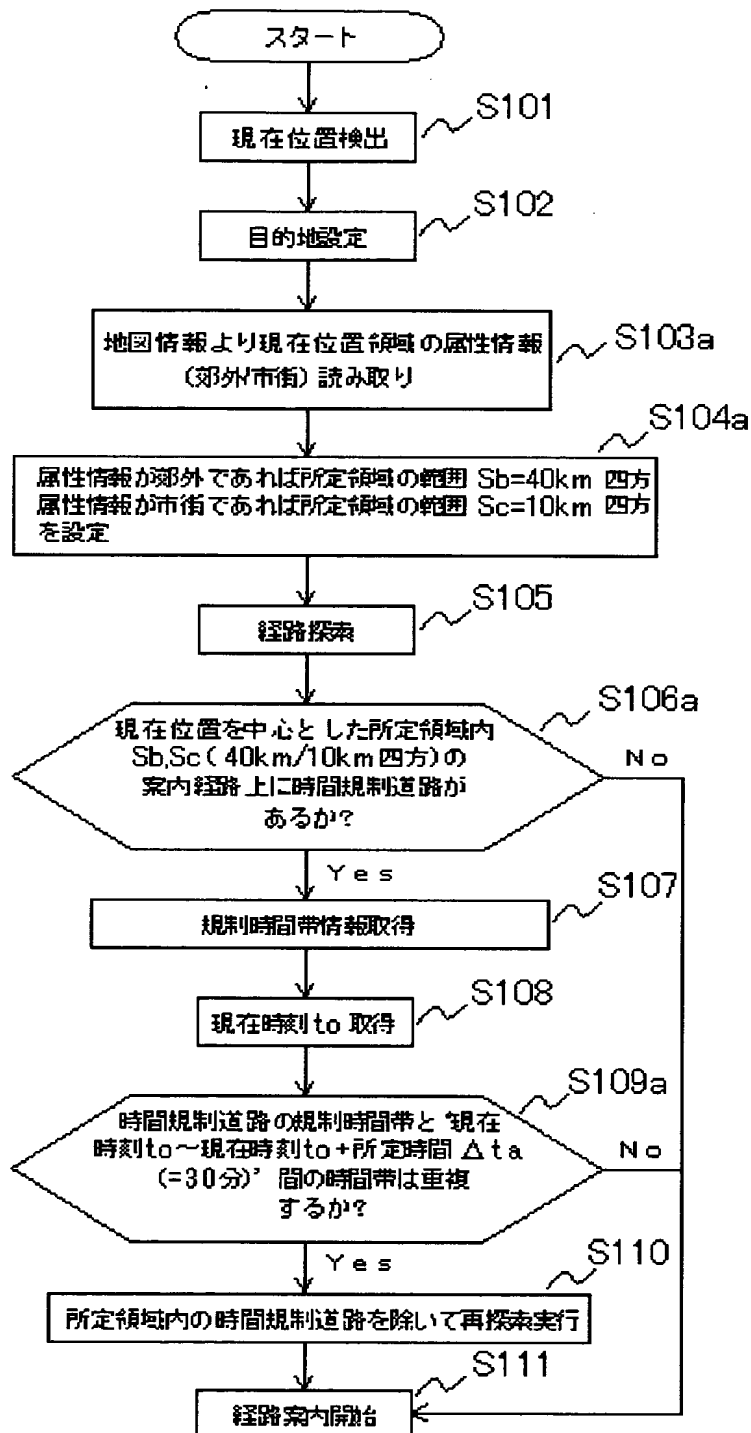 スタート
S101
現在位置検出
S102
目的地設定
S103a
地図情報より現在位置領域の属性情報
(郊外/市街)読み取り
S104a
属性情報が郊外であれば所定領域の範囲 Sb=40km 四方
属性情報が市街であれば所定領域の範囲 Sc=10km 四方
を設定
S105
経路探索
S106a
現在位置を中心とした所定領域内
Sb,Sc(40km/10km四方)の
案内経路上に時間規制道路が
あるか?
No
Yes
S107
規制時間帯情報取得
S108
現在時刻to 取得
S109a
時間規制道路の規制時間帯と“現在
時刻to~現在時刻to+所定時間 Δta
(=30分)”間の時間帯は重複
するか?
No
Yes
S110
所定領域内の時間規制道路を除いて再探索実行
S111
経路案内開始